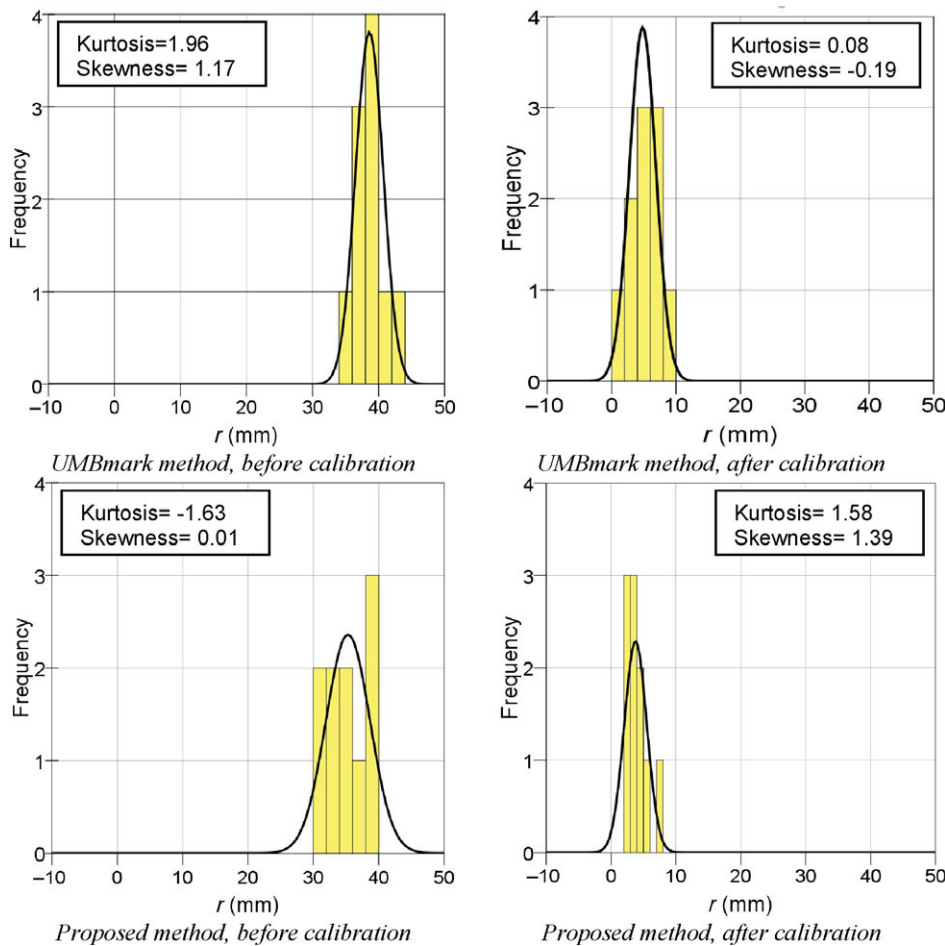 4
3
2
1
0
Frequency
Kurtosis=1.96
Skewness= 1.17
–10 0 10 20 30 40 50
r (mm)
UMBmark method, before calibration
4
3
2
1
0
Frequency
Kurtosis= 0.08
Skewness= -0.19
–10 0 10 20 30 40 50
r (mm)
UMBmark method, after calibration
4
3
2
1
0
Frequency
Kurtosis= -1.63
Skewness= 0.01
–10 0 10 20 30 40 50
r (mm)
Proposed method, before calibration
4
3
2
1
0
Frequency
Kurtosis= 1.58
Skewness= 1.39
–10 0 10 20 30 40 50
r (mm)
Proposed method, after calibration